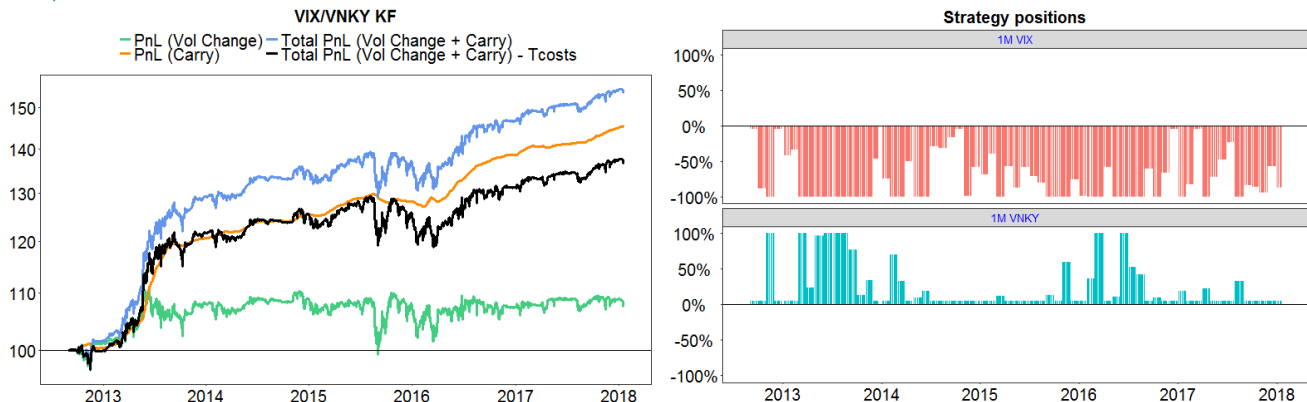 VIX/VNKY KF
PnL (Vol Change) Total PnL (Vol Change + Carry)
PnL (Carry) Total PnL (Vol Change + Carry) - Tcosts
150
140
130
120
110
100
2013 2014 2015 2016 2017 2018
Strategy positions
1M VIX
100%
50%
0%
-50%
-100%
1M VNKY
100%
50%
0%
-50%
-100%
2013 2014 2015 2016 2017 2018